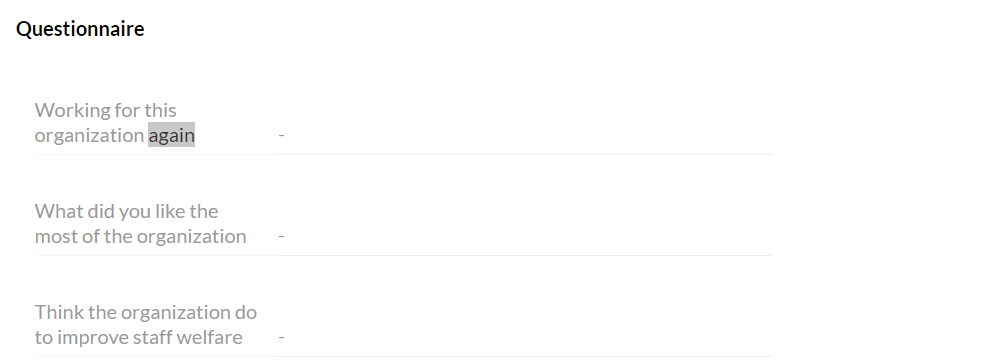 Questionnaire
Working for this
organization again
-
What did you like the
most of the organization
-
Think the organization do
to improve staff welfare
-